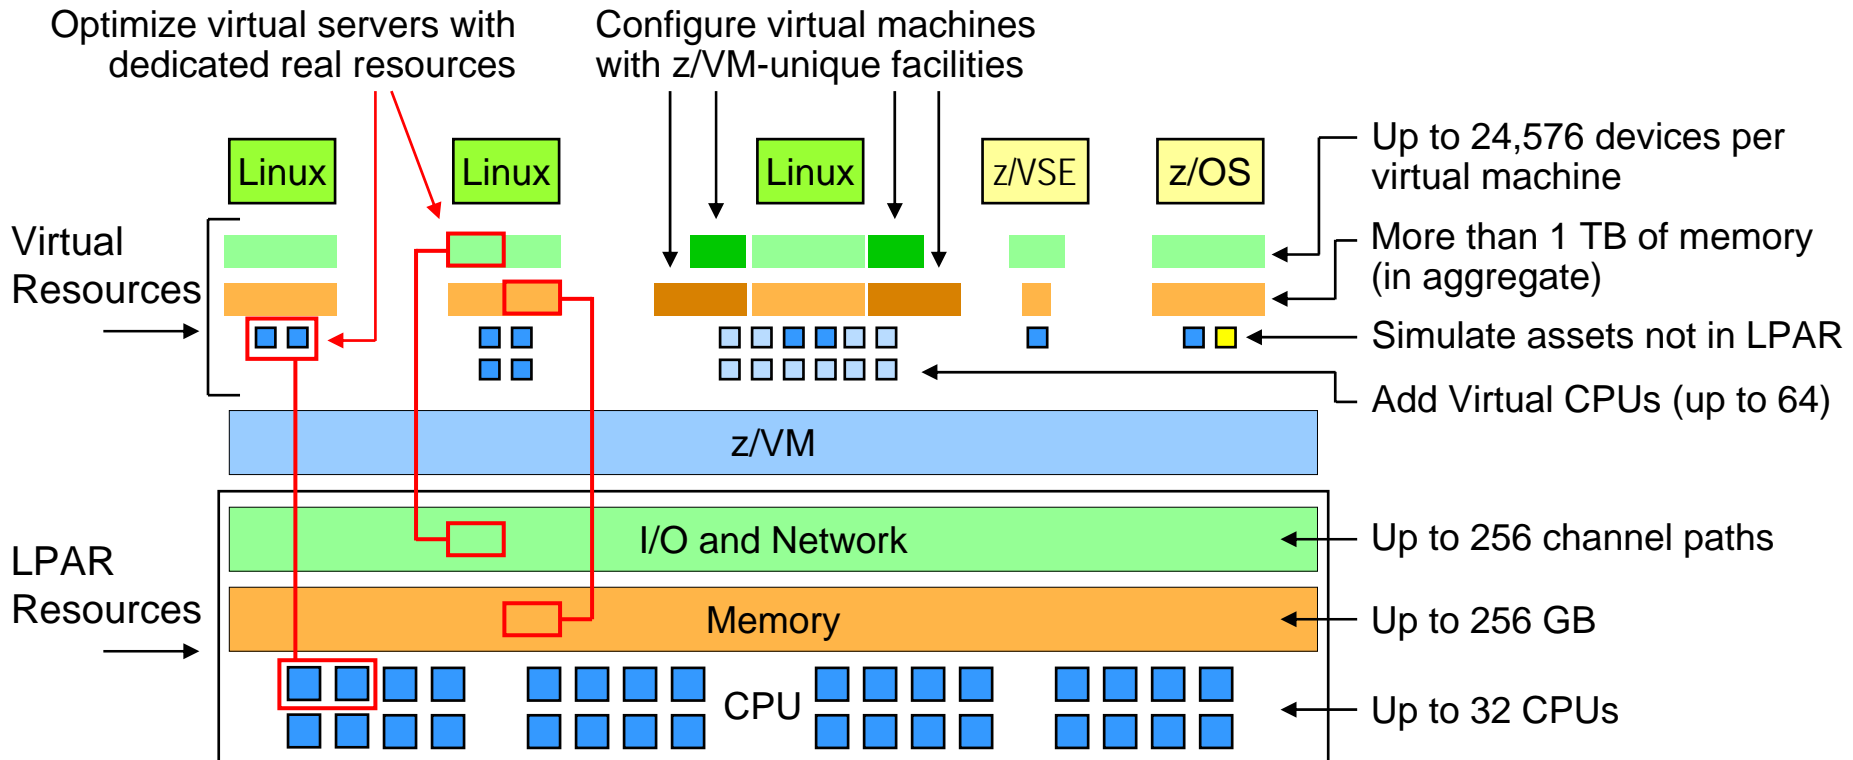 Optimize virtual servers with
dedicated real resources
Configure virtual machines
with z/VM-unique facilities
Linux
Linux
Linux
z/VSE
z/OS
Up to 24,576 devices per
virtual machine
Virtual
Resources
More than 1 TB of memory
(in aggregate)
Simulate assets not in LPAR
Add Virtual CPUs (up to 64)
z/VM
LPAR
Resources
I/O and Network
Up to 256 channel paths
Memory
Up to 256 GB
CPU
Up to 32 CPUs